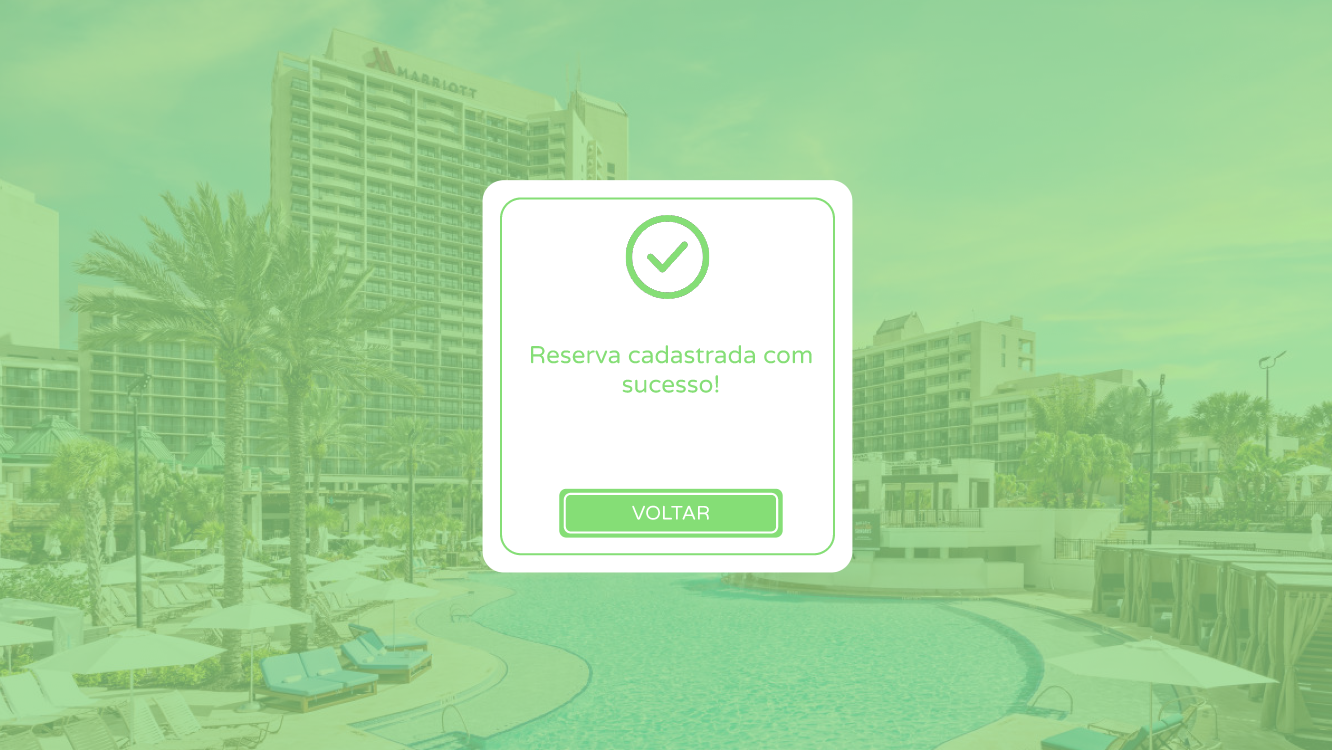 MARRIOTT
Reserva cadastrada com
sucesso!
VOLTAR